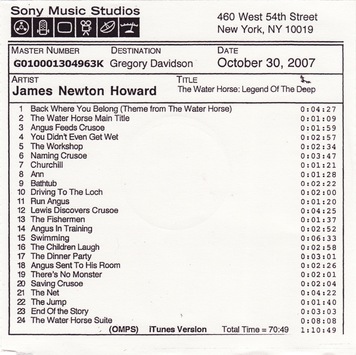 Sony Music Studios
460 West 54th Street
New York, NY 10019
MASTER NUMBER DESTINATION DATE
G010001304963K Gregory Davidson October 30, 2007
ARTIST TITLE
James Newton Howard The Water Horse: Legend Of The Deep
1 Back Where You Belong (Theme from The Water Horse) 0:04:27
2 The Water Horse Main Title 0:01:09
3 Angus Feeds Crusoe 0:01:59
4 You Didn't Even Get Wet 0:02:57
5 The Workshop 0:02:34
6 Naming Crusoe 0:03:47
7 Churchill 0:01:21
8 Ann 0:01:28
9 Bathtub 0:02:22
10 Driving To The Loch 0:02:00
11 Run Angus 0:01:20
12 Lewis Discovers Crusoe 0:04:25
13 The Fishermen 0:01:37
14 Angus In Training 0:02:52
15 Swimming 0:06:33
16 The Children Laugh 0:02:58
17 The Dinner Party 0:03:01
18 Angus Sent To His Room 0:02:26
19 There's No Monster 0:02:01
20 Saving Crusoe 0:02:04
21 The Net 0:04:22
22 The Jump 0:01:40
23 End Of the Story 0:03:03
24 The Water Horse Suite 0:08:08
(OMPS) iTunes Version Total Time = 70:49 1:10:49